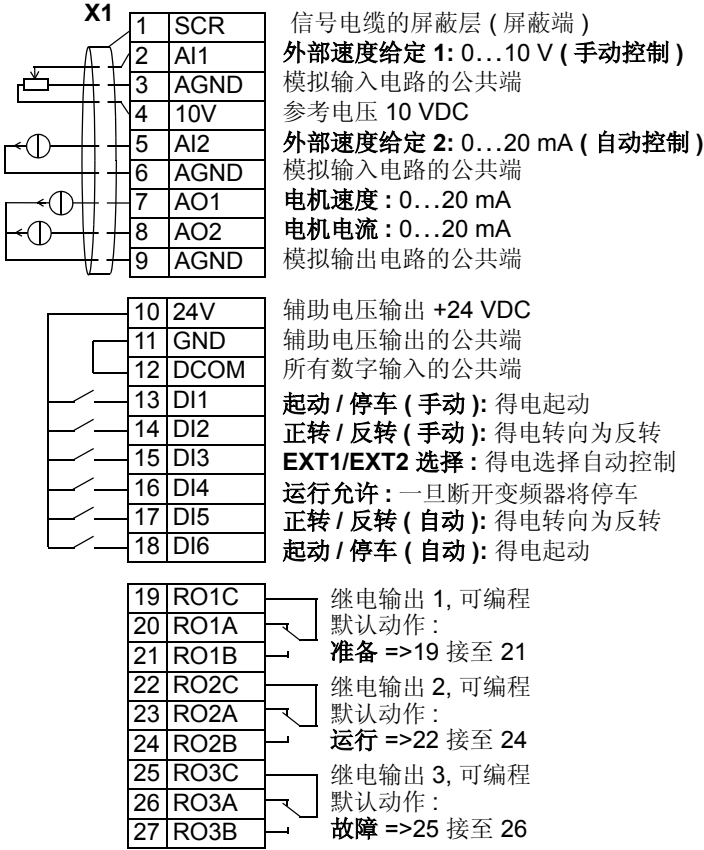 X1
1 SCR 信号电缆的屏蔽层 ( 屏蔽端 )
2 AI1 外部速度给定 1: 0…10 V ( 手动控制 )
3 AGND 模拟输入电路的公共端
4 10V 参考电压 10 VDC
5 AI2 外部速度给定 2: 0…20 mA ( 自动控制 )
6 AGND 模拟输入电路的公共端
7 AO1 电机速度 : 0…20 mA
8 AO2 电机电流 : 0…20 mA
9 AGND 模拟输出电路的公共端
10 24V 辅助电压输出 +24 VDC
11 GND 辅助电压输出的公共端
12 DCOM 所有数字输入的公共端
13 DI1 起动 / 停车 ( 手动 ): 得电起动
14 DI2 正转 / 反转 ( 手动 ): 得电转向为反转
15 DI3 EXT1/EXT2 选择 : 得电选择自动控制
16 DI4 运行允许 : 一旦断开变频器将停车
17 DI5 正转 / 反转 ( 自动 ): 得电转向为反转
18 DI6 起动 / 停车 ( 自动 ): 得电起动
19 RO1C 继电输出 1, 可编程
20 RO1A 默认动作 :
21 RO1B 准备 =>19 接至 21
22 RO2C 继电输出 2, 可编程
23 RO2A 默认动作 :
24 RO2B 运行 =>22 接至 24
25 RO3C 继电输出 3, 可编程
26 RO3A 默认动作 :
27 RO3B 故障 =>25 接至 26